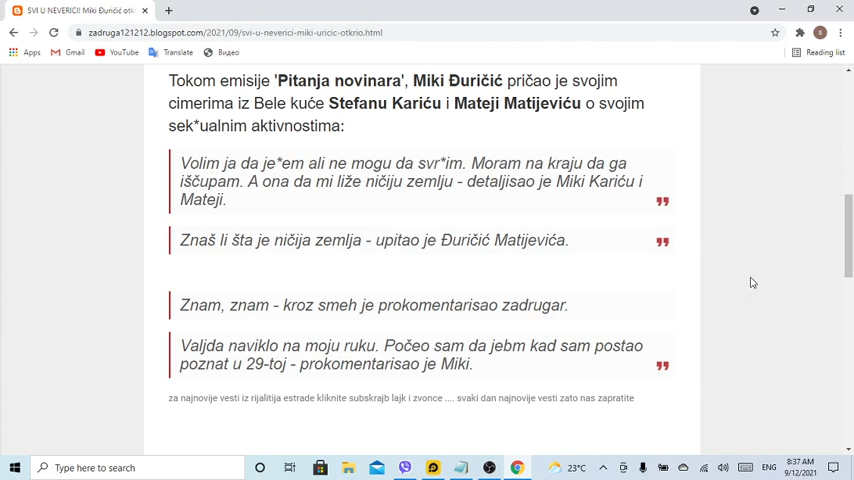 SVI U NEVERICI! Miki Đuričić otk
zadruga121212.blogspot.com/2021/09/svi-u-neverici-miki-uricic-otkrio.html
Apps Gmail YouTube Translate Видео Reading list
Tokom emisije 'Pitanja novinara', Miki Đuričić pričao je svojim
cimerima iz Bele kuće Stefanu Kariću i Mateji Matijeviću o svojim
sek*ualnim aktivnostima:
Volim ja da je*em ali ne mogu da svr*im. Moram na kraju da ga
iščupam. A ona da mi liže ničiju zemlju - detaljisao je Miki Kariću i
Mateji.
Znaš li šta je ničija zemlja - upitao je Đuričić Matijevića.
Znam, znam - kroz smeh je prokomentarisao zadrugar.
Valjda naviklo na moju ruku. Počeo sam da jebm kad sam postao
poznat u 29-toj - prokomentarisao je Miki.
za najnovije vesti iz rijalitija estrade kliknite subskrajb lajk i zvonce .... svaki dan najnovije vesti zato nas zapratite
Type here to search
23°C
ENG
8:37 AM
9/12/2021